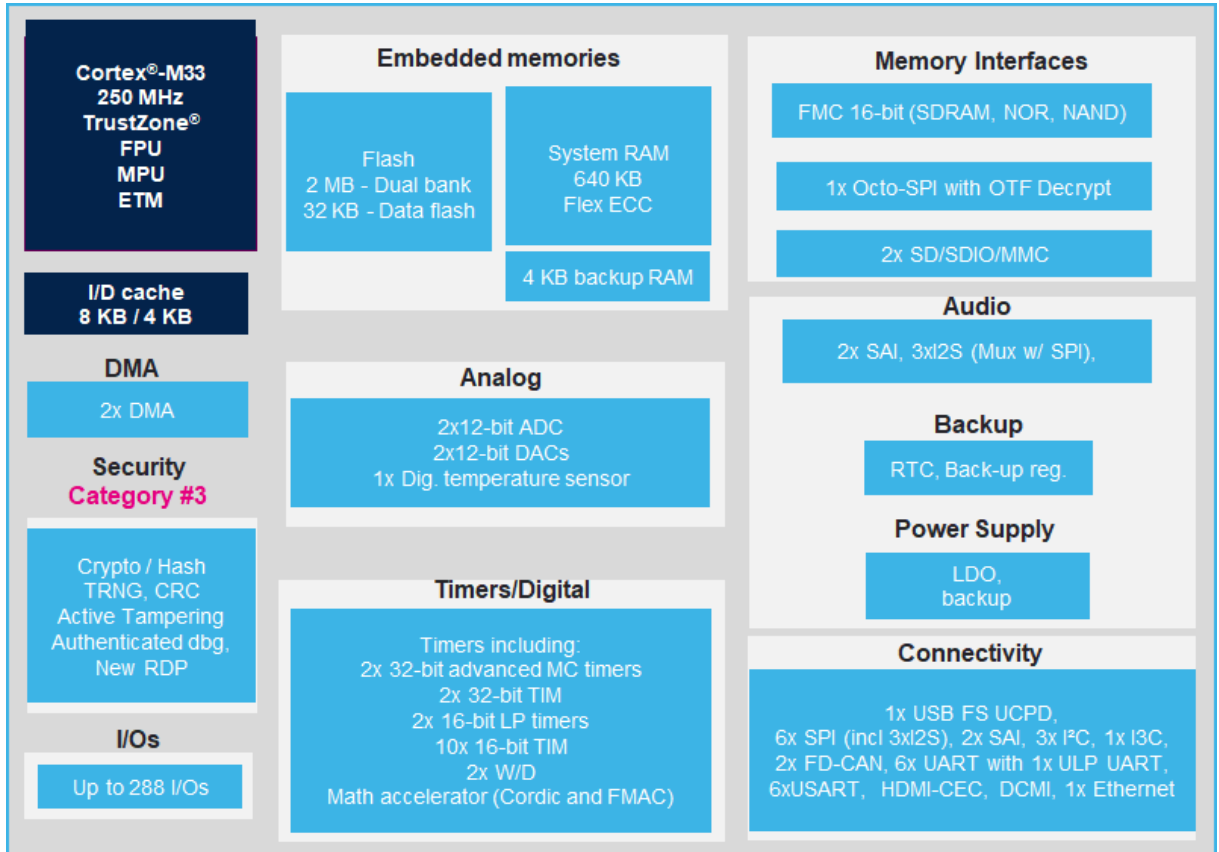 Cortex®-M33
250 MHz
TrustZone®
FPU
MPU
ETM
I/D cache
8 KB / 4 KB
DMA
2x DMA
Security
Category #3
Crypto / Hash
TRNG, CRC
Active Tampering
Authenticated dbg,
New RDP
I/Os
Up to 288 I/Os
Embedded memories
Flash
2 MB - Dual bank
32 KB - Data flash
System RAM
640 KB
Flex ECC
4 KB backup RAM
Analog
2x12-bit ADC
2x12-bit DACs
1x Dig. temperature sensor
Timers/Digital
Timers including:
2x 32-bit advanced MC timers
2x 32-bit TIM
2x 16-bit LP timers
10x 16-bit TIM
2x W/D
Math accelerator (Cordic and FMAC)
Memory Interfaces
FMC 16-bit (SDRAM, NOR, NAND)
1x Octo-SPI with OTF Decrypt
2x SD/SDIO/MMC
Audio
2x SAI, 3xI2S (Mux w/ SPI),
Backup
RTC, Back-up reg.
Power Supply
LDO,
backup
Connectivity
1x USB FS UCPD,
6x SPI (incl 3xI2S), 2x SAI, 3x I²C, 1x I3C,
2x FD-CAN, 6x UART with 1x ULP UART,
6xUSART, HDMI-CEC, DCMI, 1x Ethernet